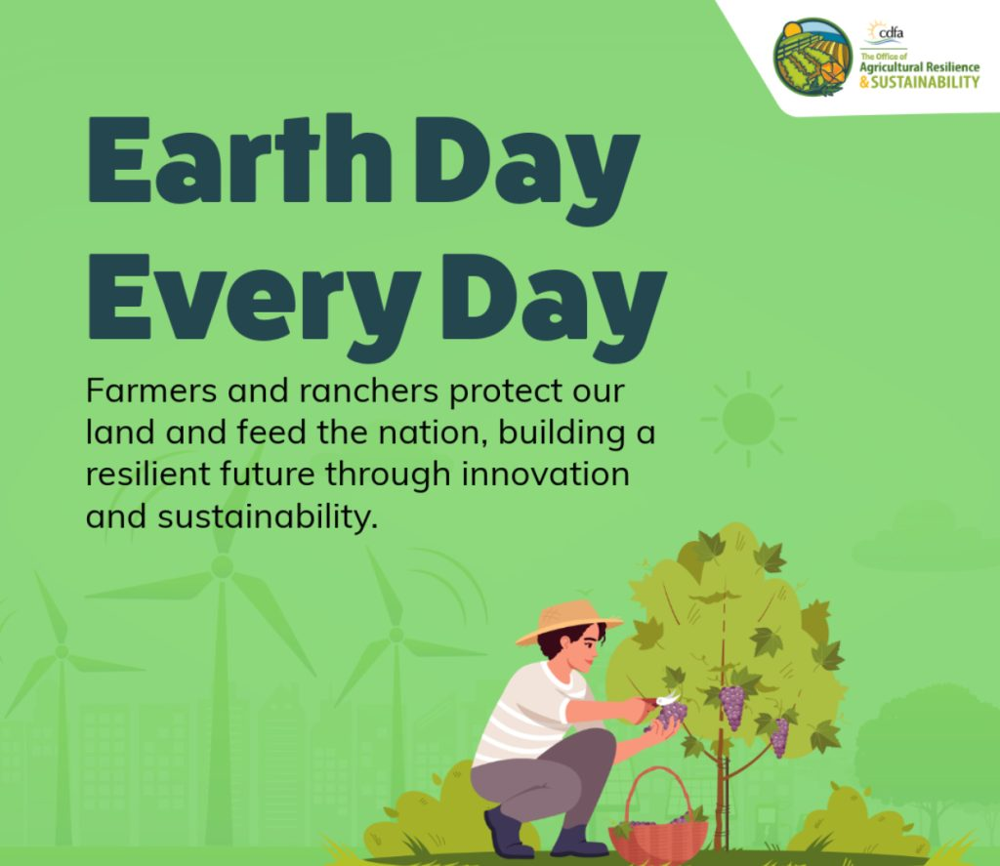 cdfa
The Office of
Agricultural Resilience
& SUSTAINABILITY
Earth Day
Every Day
Farmers and ranchers protect our
land and feed the nation, building a
resilient future through innovation
and sustainability.